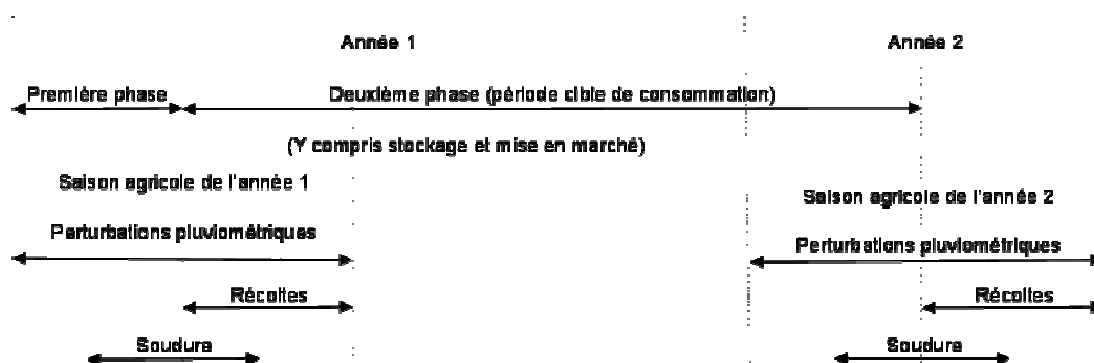 Année 1
Année 2
Première phase
Deuxième phase (période cible de consommation)
(Y compris stockage et mise en marché)
Saison agricole de l'année 1
Saison agricole de l'année 2
Perturbations pluviométriques
Perturbations pluviométriques
Récoltes
Récoltes
Soudure
Soudure